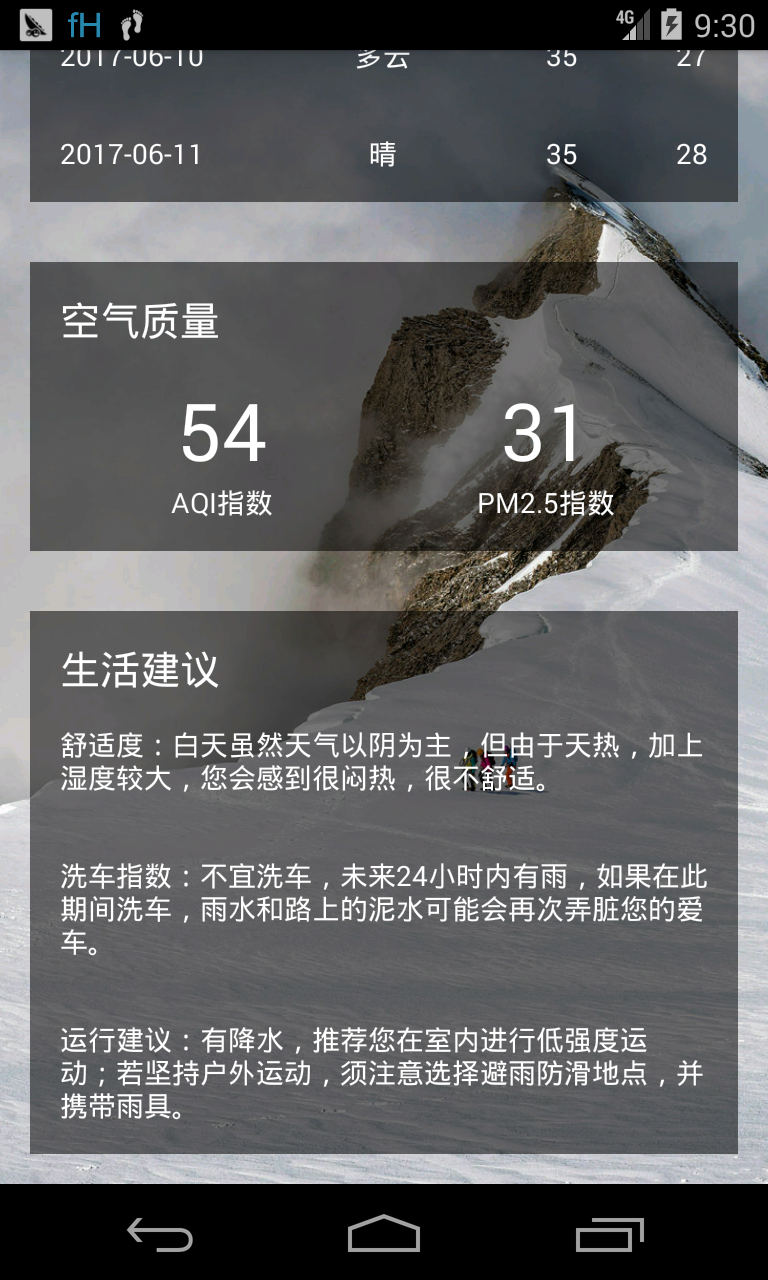 fH 4G 9:30
2017-06-10 多云 35 27
2017-06-11 晴 35 28
空气质量
54 31
AQI指数 PM2.5指数
生活建议
舒适度：白天虽然天气以阴为主，但由于天热，加上
湿度较大，您会感到很闷热，很不舒适。
洗车指数：不宜洗车，未来24小时内有雨，如果在此
期间洗车，雨水和路上的泥水可能会再次弄脏您的爱
车。
运行建议：有降水，推荐您在室内进行低强度运
动；若坚持户外运动，须注意选择避雨防滑地点，并
携带雨具。